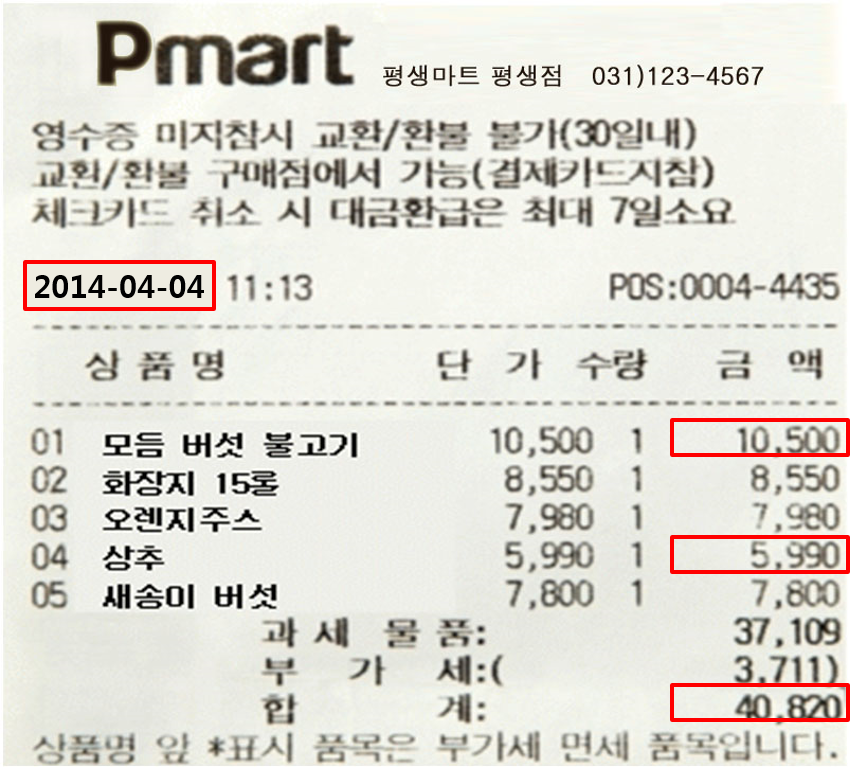 Pmart 평생마트 평생점 031)123-4567
영수증 미지참시 교환/환불 불가(30일내)
교환/환불 구매점에서 가능(결제카드지참)
체크카드 취소 시 대금환급은 최대 7일소요
2014-04-04 11:13 POS:0004-4435
상 품 명 단 가 수량 금 액
01 모듬 버섯 불고기 10,500 1 10,500
02 화장지 15롤 8,550 1 8,550
03 오렌지주스 7,980 1 7,980
04 상추 5,990 1 5,990
05 새송이 버섯 7,800 1 7,800
과 세 물 품: 37,109
부 가 세:( 3,711)
합 계: 40,820
상품명 앞 *표시 품목은 부가세 면세 품목입니다.